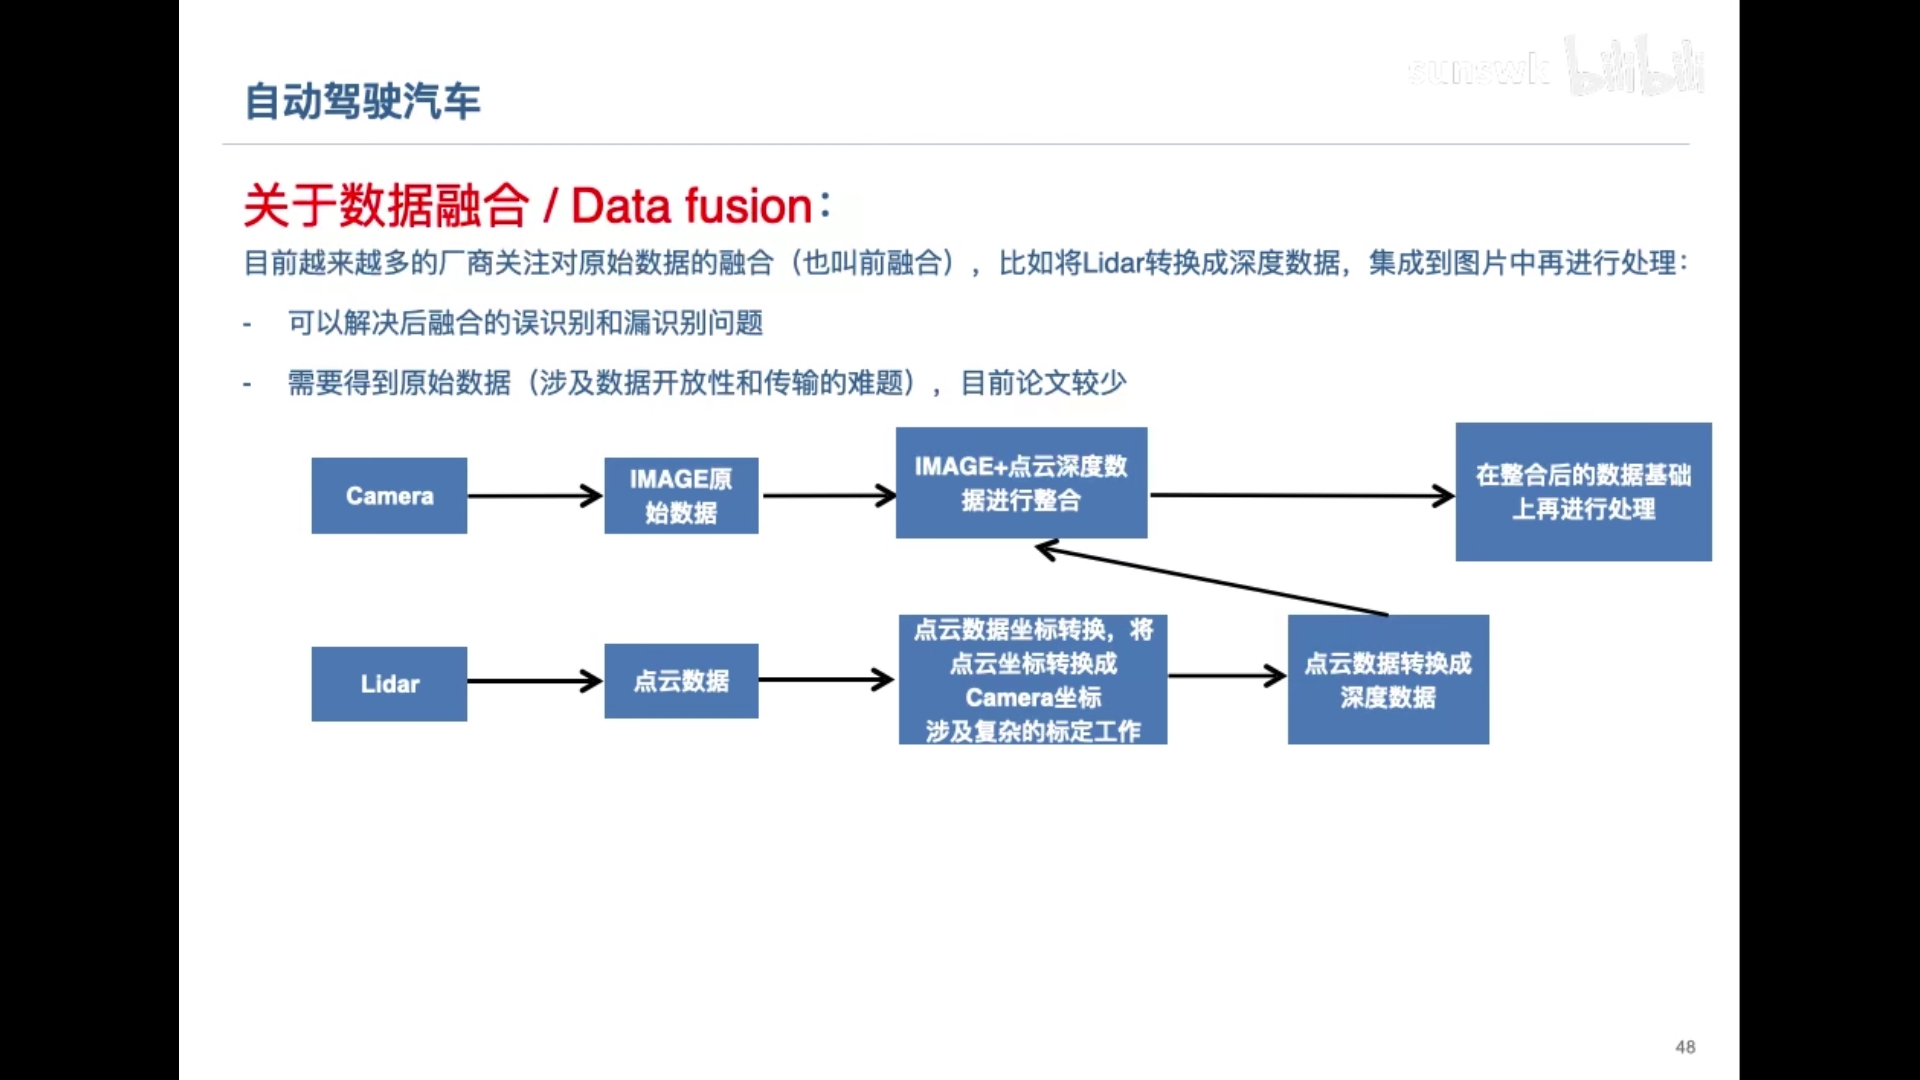 sunswk bilibili
自动驾驶汽车
关于数据融合 / Data fusion：
目前越来越多的厂商关注对原始数据的融合（也叫前融合），比如将Lidar转换成深度数据，集成到图片中再进行处理：
- 可以解决后融合的误识别和漏识别问题
- 需要得到原始数据（涉及数据开放性和传输的难题），目前论文较少
Camera
IMAGE原
始数据
IMAGE+点云深度数
据进行整合
在整合后的数据基础
上再进行处理
Lidar
点云数据
点云数据坐标转换，将
点云坐标转换成
Camera坐标
涉及复杂的标定工作
点云数据转换成
深度数据
48